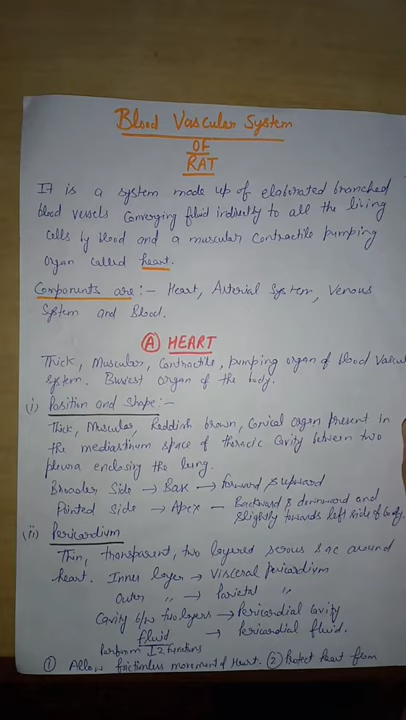 Blood Vascular System
OF
RAT
It is a system made up of elaborated branched
blood vessels converging fluid indirectly to all the living
cells by blood and a muscular contractile pumping
organ called heart.
Components are:- Heart, Arterial System, Venous
System and Blood.
(A) HEART
Thick, Muscular, Contractile, pumping organ of blood Vascu
system. Busiest organ of the body.
(i) Position and Shape:-
Thick, Muscular, Reddish brown, Conical organ present in
the mediastinum space of thoracic Cavity between two
pleura enclosing the lung.
Broader Side → Base → Forward & upward
Pointed Side → Apex – Backward & downward and
slightly towards left side of body.
(ii) Pericardium
Thin, transparent, two layered serous sac around
heart. Inner layer → Visceral pericardium
Outer " → Parietal "
Cavity b/w two layers → Pericardial Cavity
fluid → Pericardial fluid.
Perform I2 functions
① Allow frictionless movement of Heart. ② Protect heart from